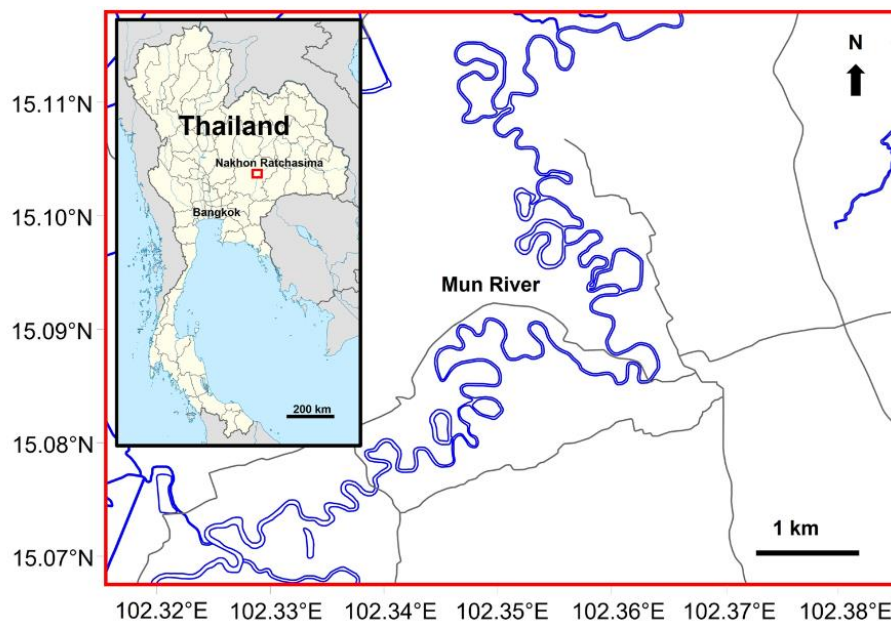 N
Thailand
Nakhon Ratchasima
Bangkok
200 km
Mun River
1 km
15.11°N
15.10°N
15.09°N
15.08°N
15.07°N
102.32°E
102.33°E
102.34°E
102.35°E
102.36°E
102.37°E
102.38°E